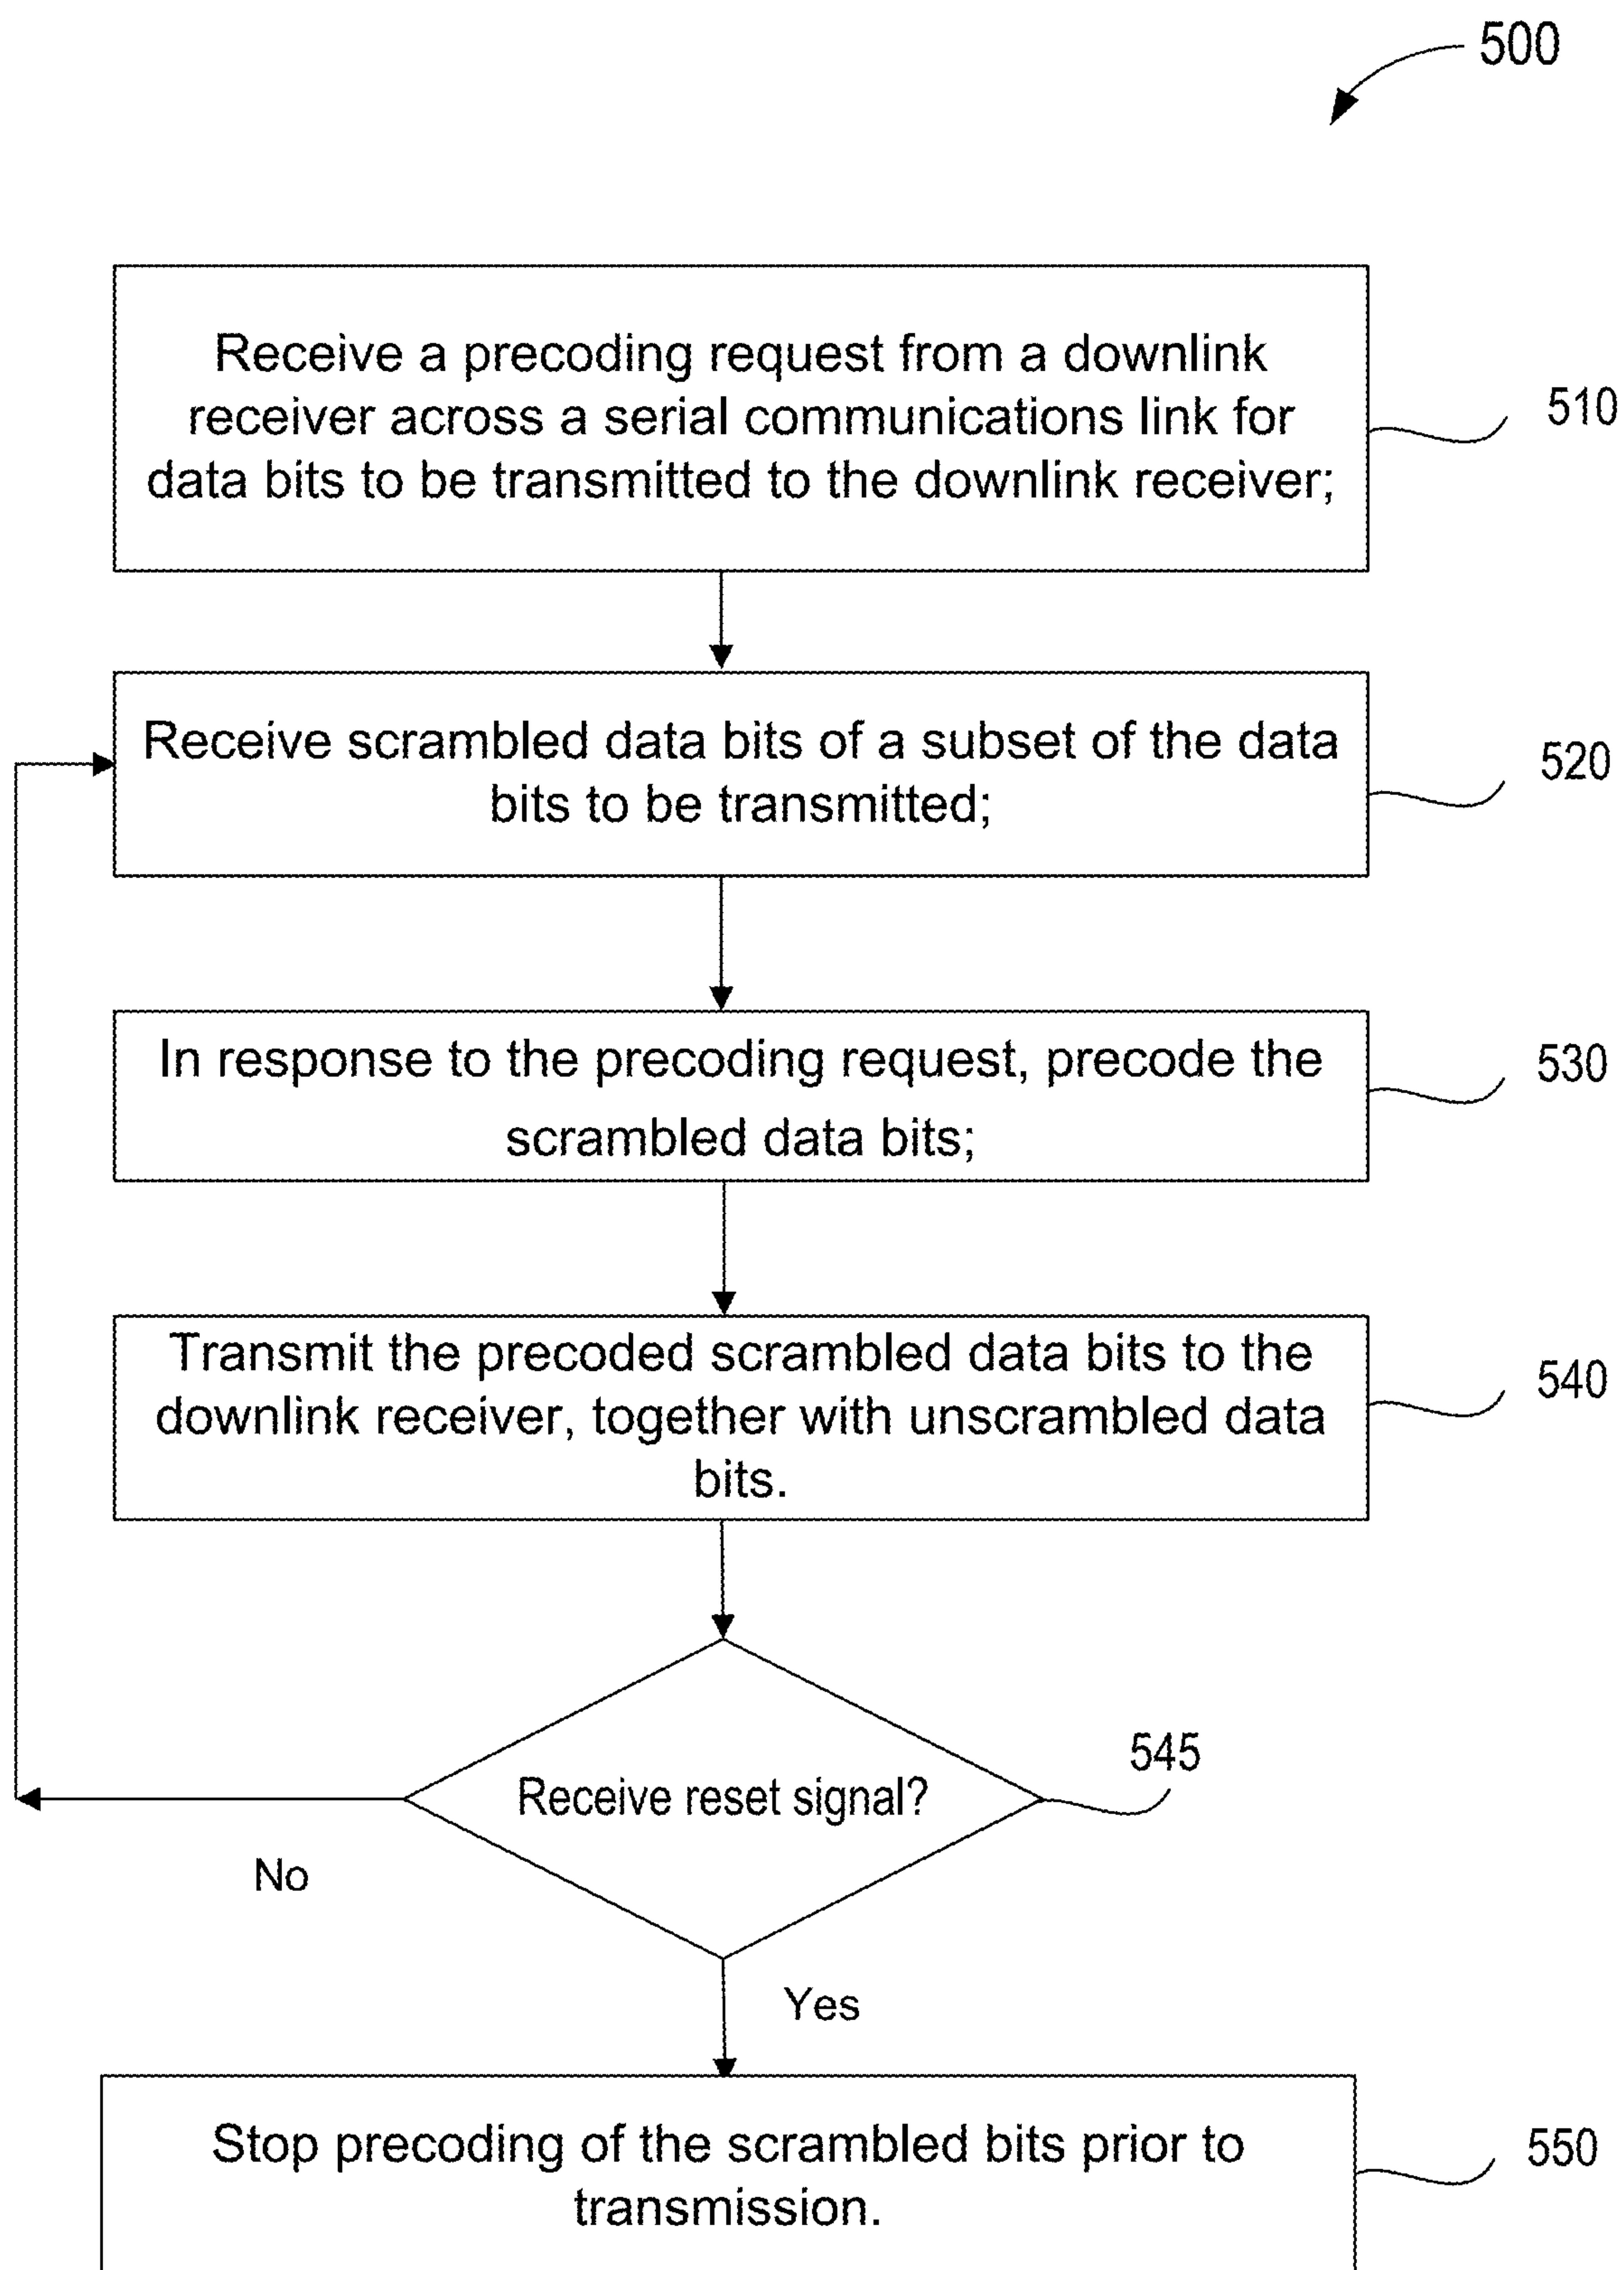 500
Receive a precoding request from a downlink
receiver across a serial communications link for
data bits to be transmitted to the downlink receiver;
510
Receive scrambled data bits of a subset of the data
bits to be transmitted;
520
In response to the precoding request, precode the
scrambled data bits;
530
Transmit the precoded scrambled data bits to the
downlink receiver, together with unscrambled data
bits.
540
Receive reset signal?
545
No
Yes
Stop precoding of the scrambled bits prior to
transmission.
550